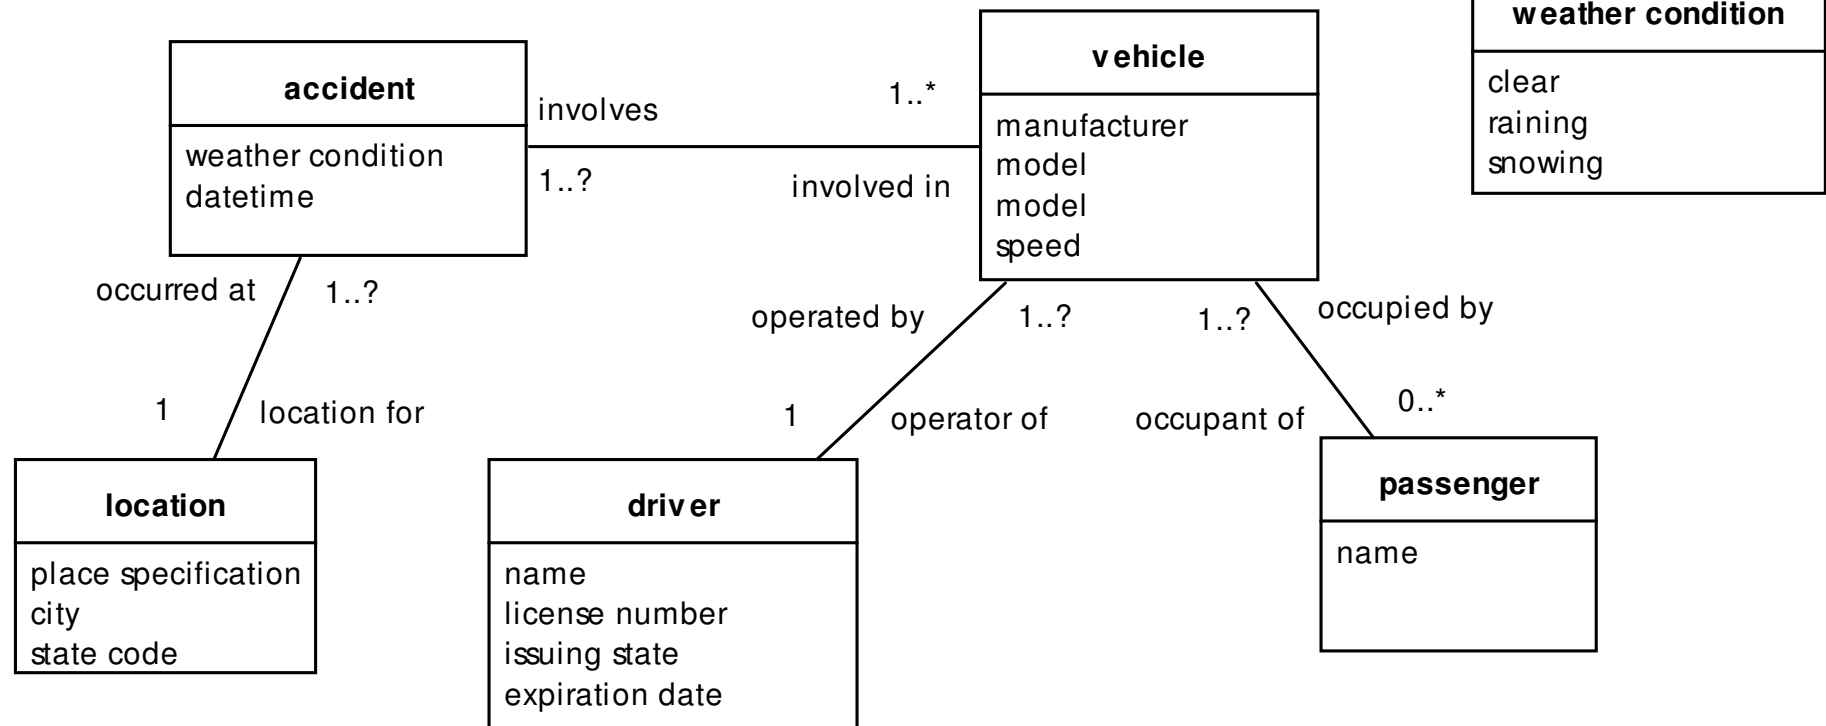 accident
weather condition
datetime
involves
1..*
1..?
involved in
vehicle
manufacturer
model
model
speed
weather condition
clear
raining
snowing
occurred at
1..?
1
location for
operated by
1..?
1
operator of
1..?
occupied by
occupant of
0..*
location
place specification
city
state code
driver
name
license number
issuing state
expiration date
passenger
name